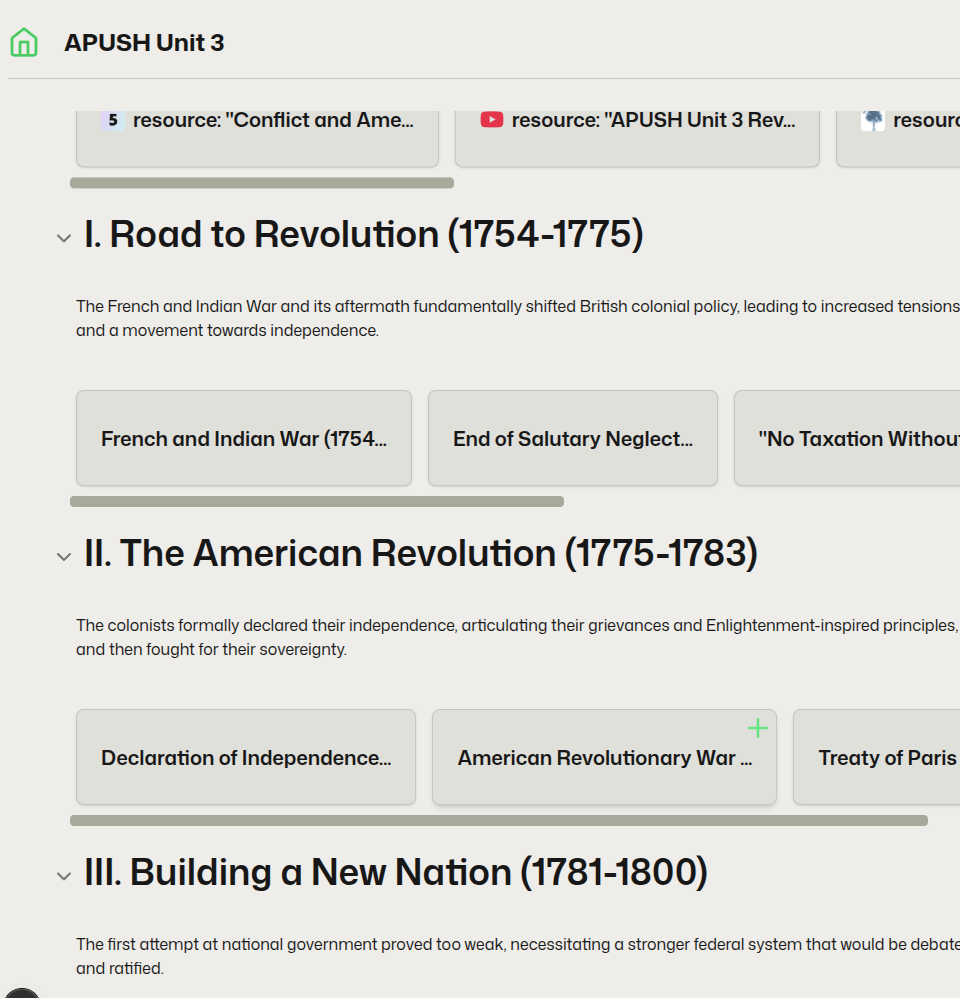 APUSH Unit 3
5 resource: "Conflict and Ame... resource: "APUSH Unit 3 Rev...
I. Road to Revolution (1754-1775)
The French and Indian War and its aftermath fundamentally shifted British colonial policy, leading to increased tensions
and a movement towards independence.
French and Indian War (1754... End of Salutary Neglect... "No Taxation Without
II. The American Revolution (1775-1783)
The colonists formally declared their independence, articulating their grievances and Enlightenment-inspired principles,
and then fought for their sovereignty.
Declaration of Independence... American Revolutionary War ... Treaty of Paris
III. Building a New Nation (1781-1800)
The first attempt at national government proved too weak, necessitating a stronger federal system that would be debate
and ratified.